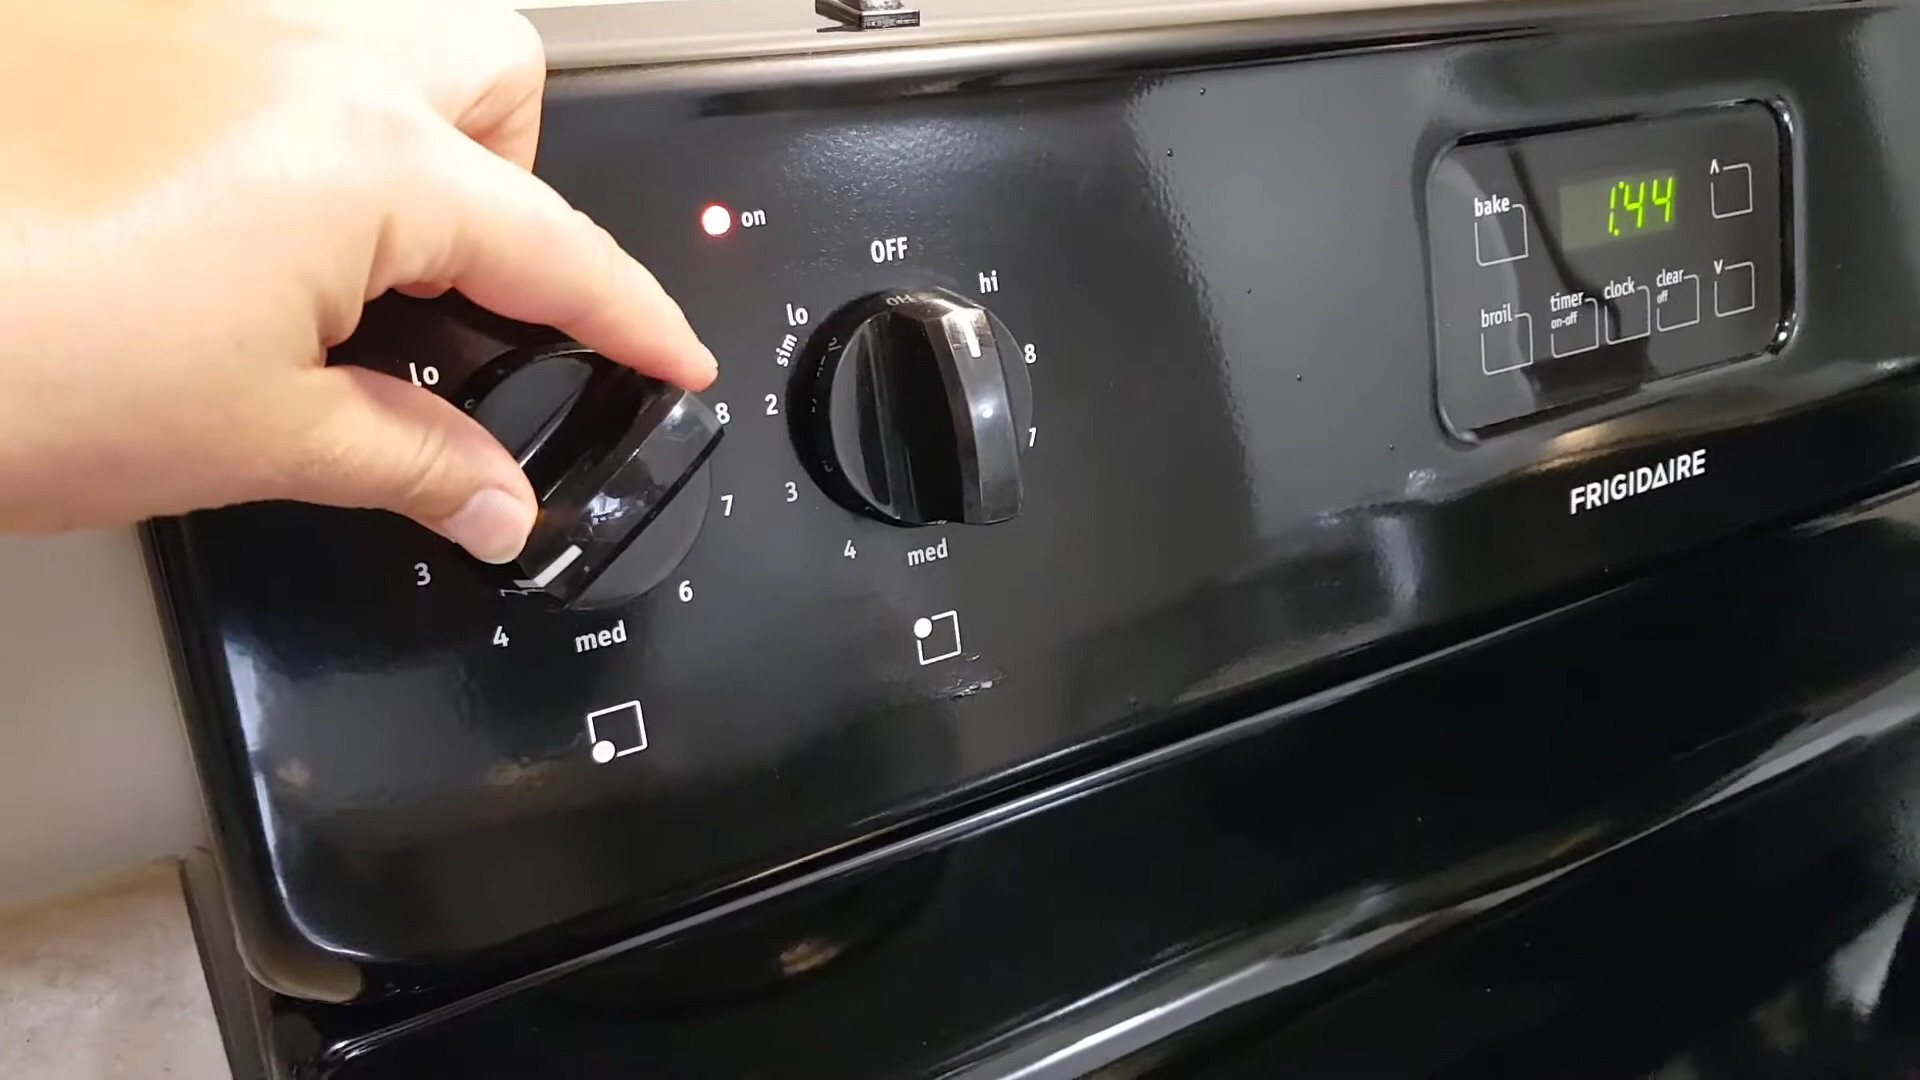 on
OFF
hi
lo
sim
2
3
4
med
7
8
OFF
lo
3
4
med
6
7
8
bake
1:44
^
broil
timer
on-off
clock
clear
off
v
FRIGIDAIRE